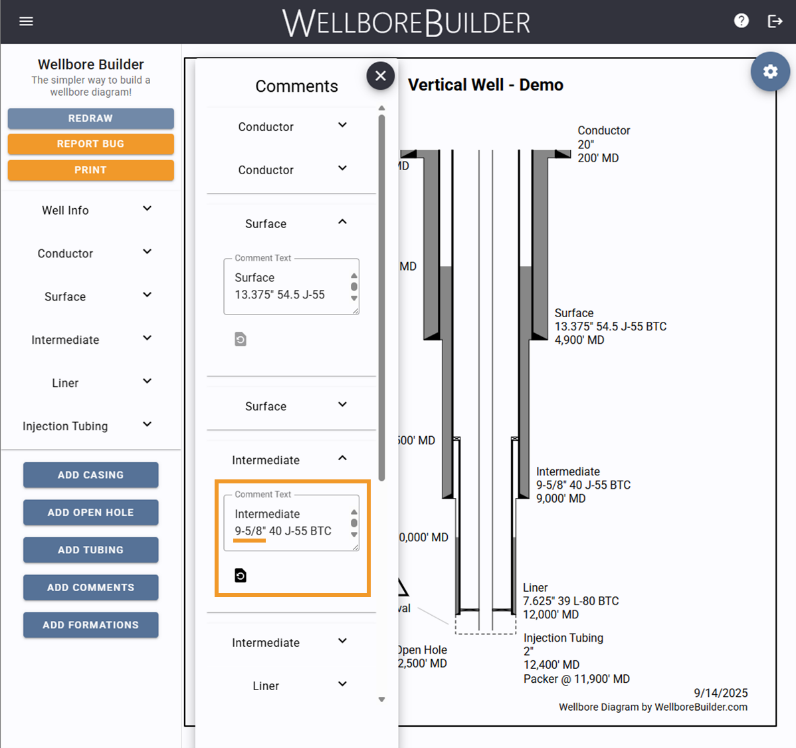 WELLBOREBUILDER
Wellbore Builder
The simpler way to build a
wellbore diagram!
REDRAW
REPORT BUG
PRINT
Well Info
Conductor
Surface
Intermediate
Liner
Injection Tubing
ADD CASING
ADD OPEN HOLE
ADD TUBING
ADD COMMENTS
ADD FORMATIONS
Comments
Conductor
Conductor
Surface
Comment Text
Surface
13.375" 54.5 J-55
Surface
Intermediate
Comment Text
Intermediate
9-5/8" 40 J-55 BTC
Intermediate
Liner
Vertical Well - Demo
Conductor
20"
200' MD
MD
MD
Surface
13.375" 54.5 J-55 BTC
4,900' MD
500' MD
Intermediate
9-5/8" 40 J-55 BTC
9,000' MD
0,000' MD
Liner
7.625" 39 L-80 BTC
12,000' MD
val
Open Hole
2,500' MD
Injection Tubing
2"
12,400' MD
Packer @ 11,900' MD
9/14/2025
Wellbore Diagram by WellboreBuilder.com